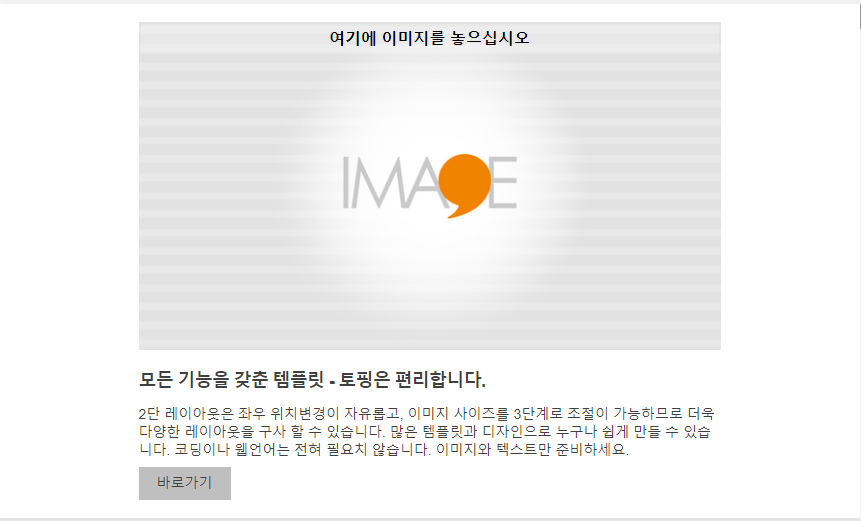 여기에 이미지를 놓으십시오
IMAGE
모든 기능을 갖춘 템플릿 - 토핑은 편리합니다.
2단 레이아웃은 좌우 위치변경이 자유롭고, 이미지 사이즈를 3단계로 조절이 가능하므로 더욱
다양한 레이아웃을 구사 할 수 있습니다. 많은 템플릿과 디자인으로 누구나 쉽게 만들 수 있습
니다. 코딩이나 웹언어는 전혀 필요치 않습니다. 이미지와 텍스트만 준비하세요.
바로가기